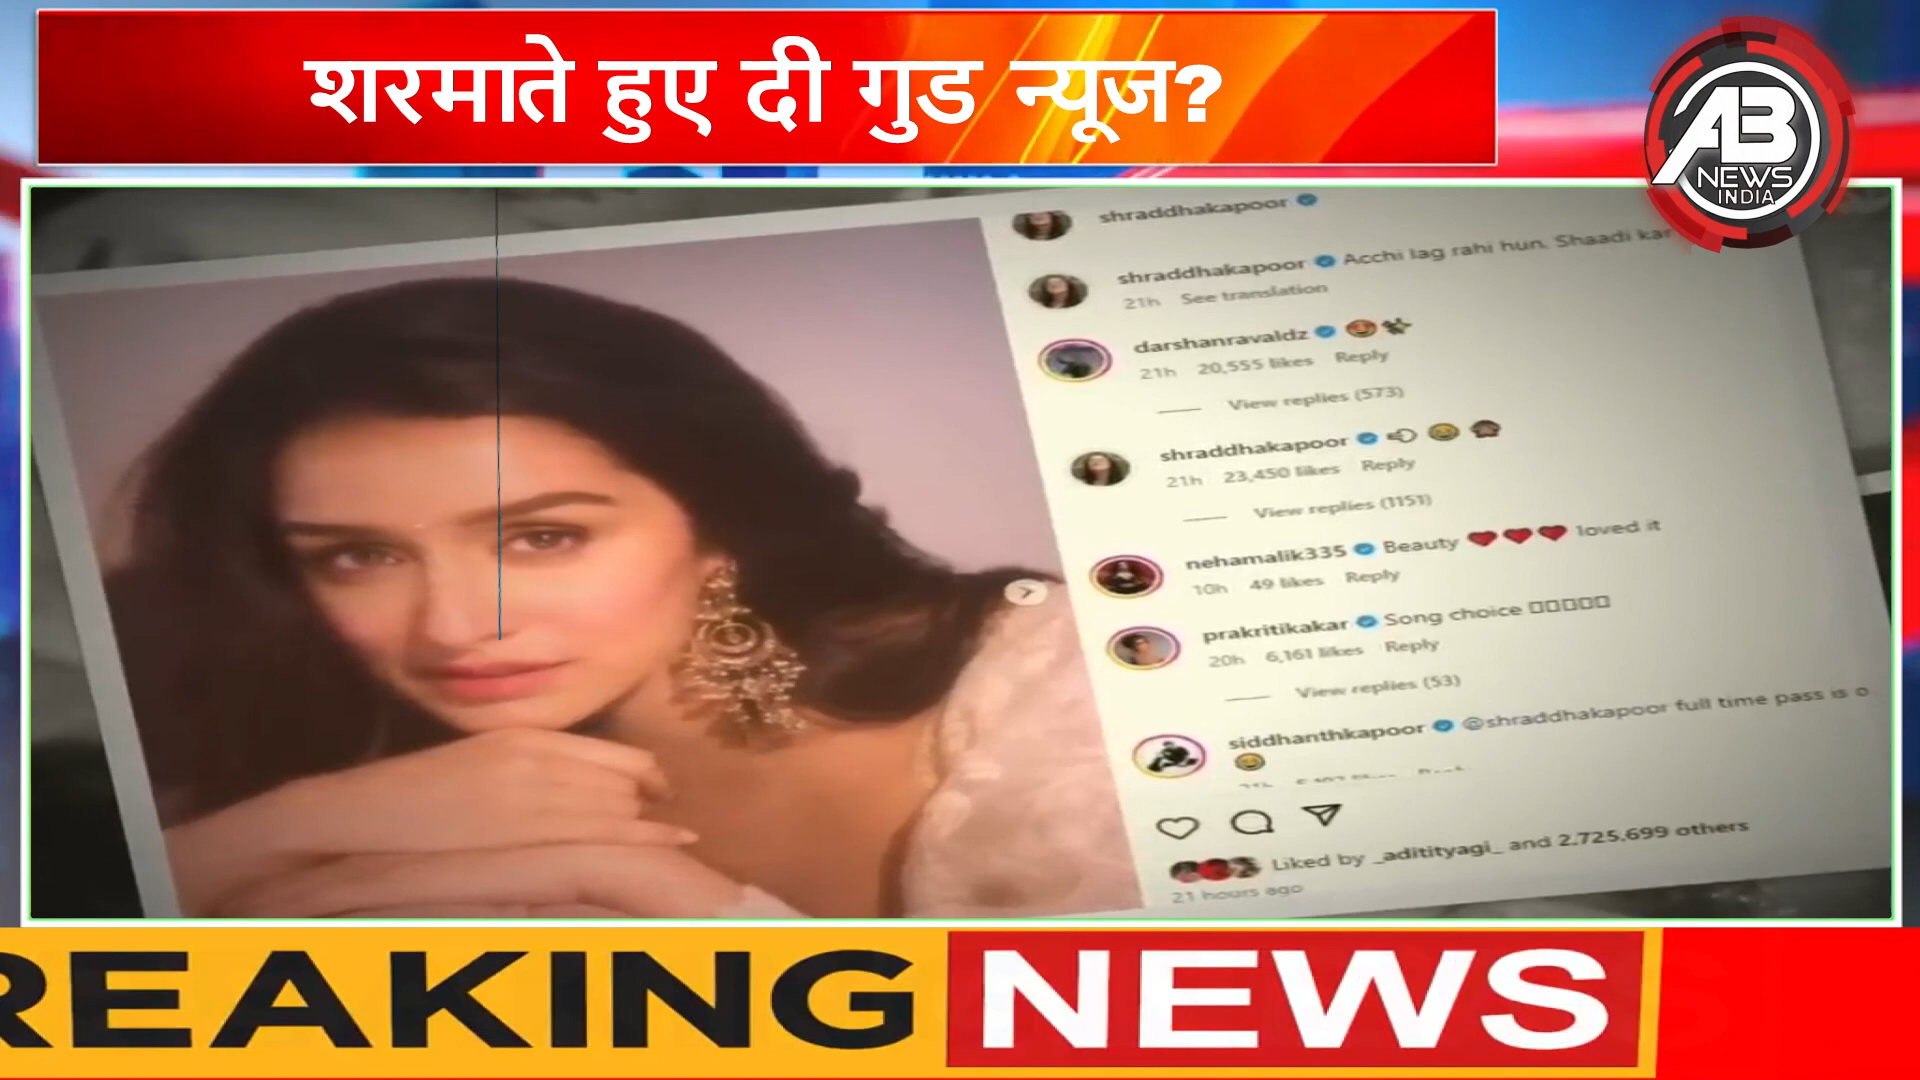 शरमाते हुए दी गुड न्यूज?
AB
NEWS
INDIA
shraddhakapoor
shraddhakapoor Acchi lag rahi hun. Shaadi kar
21h See translation
darshanravaldz
21h 20,555 likes Reply
View replies (573)
shraddhakapoor
21h 23,450 likes Reply
View replies (1151)
nehamalik335 Beauty ❤❤❤ loved it
10h 49 likes Reply
prakritikakar Song choice
20h 6,161 likes Reply
View replies (53)
siddhanthkapoor @shraddhakapoor full time pass is o
Liked by _aditityagi_ and 2,725,699 others
21 hours ago
REAKING NEWS